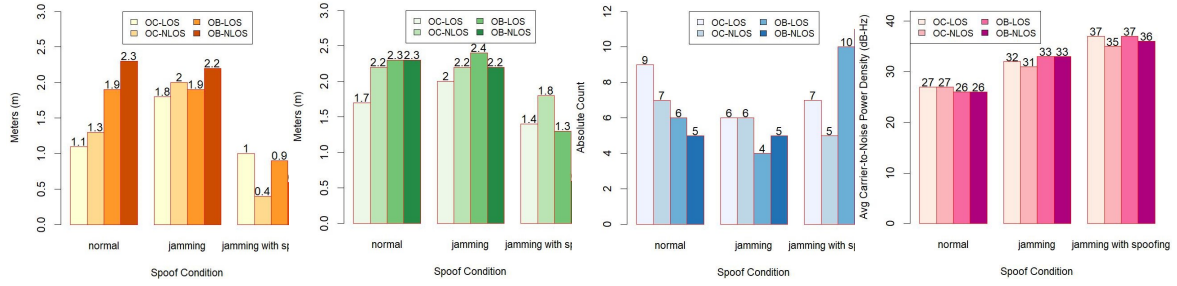 3.0
2.5
2.0
1.5
1.0
0.5
0.0
Meters (m)
OC-LOS
OC-NLOS
OB-LOS
OB-NLOS
1.1
1.3
1.9
2.3
1.8
2
1.9
2.2
1
0.4
0.9
normal
jamming
jamming with sp
Spoof Condition
3.0
2.5
2.0
1.5
1.0
0.5
0.0
Meters (m)
OC-LOS
OC-NLOS
OB-LOS
OB-NLOS
1.7
2.2
2.3
2.3
2
2.2
2.4
2.2
1.4
1.8
1.3
normal
jamming
jamming with sp
Spoof Condition
12
10
8
6
4
2
0
Absolute Count
OC-LOS
OC-NLOS
OB-LOS
OB-NLOS
9
7
6
5
6
6
4
5
7
5
10
normal
jamming
jamming with sp
Spoof Condition
40
30
20
10
0
Avg Carrier-to-Noise Power Density (dB-Hz)
OC-LOS
OC-NLOS
OB-LOS
OB-NLOS
27
27
26
26
32
31
33
33
37
35
37
36
normal
jamming
jamming with spoofing
Spoof Condition